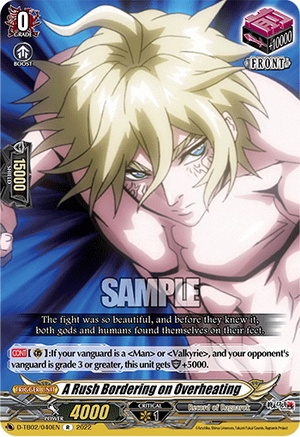 0
GRADE
BOOST
+10000
FRONT
15000
SHIELD
SAMPLE
The fight was so beautiful, and before they knew it,
both gods and humans found themselves on their feet.
CONT【】:If your vanguard is a <Man> or <Valkyrie>, and your opponent's
vanguard is grade 3 or greater, this unit gets +5000.
TRIGGER UNIT
A Rush Bordering on Overheating
D-TB02/040EN R 2022
POWER 4000
CRITICAL 1
Record of Ragnarok